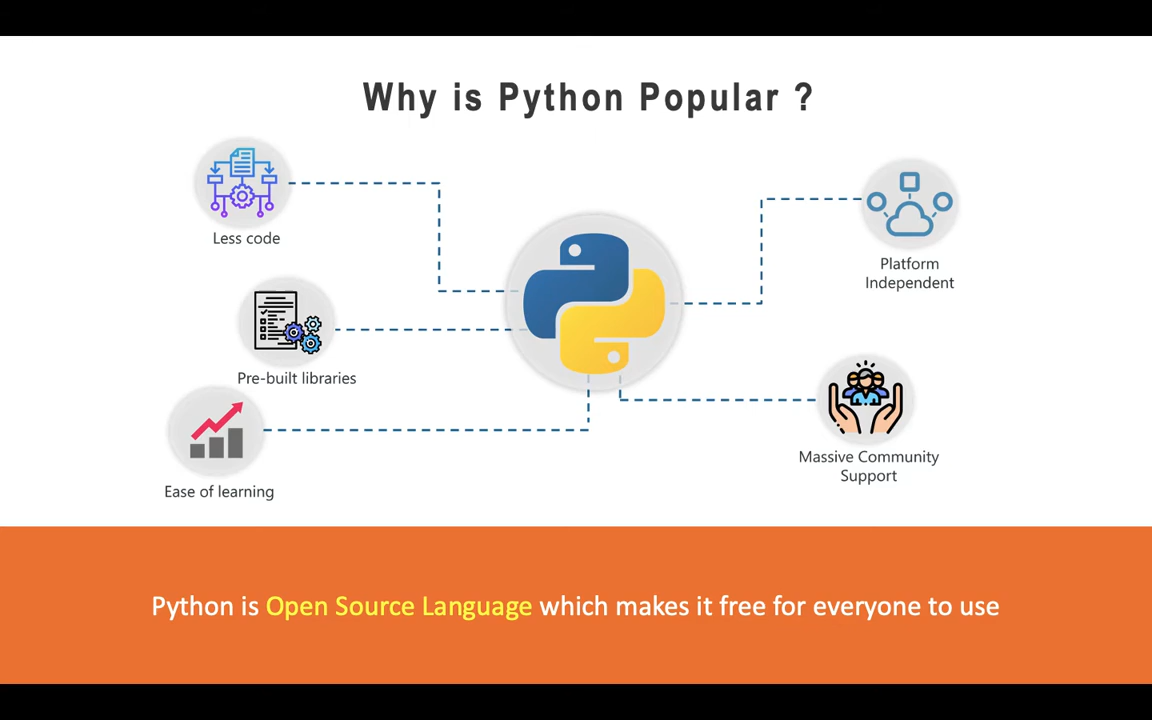 Why is Python Popular ?
Less code
Pre-built libraries
Ease of learning
Platform
Independent
Massive Community
Support
Python is Open Source Language which makes it free for everyone to use